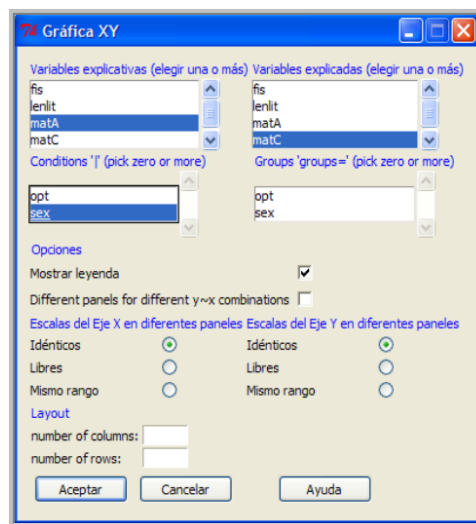 Gráfica XY
Variables explicativas (elegir una o más) Variables explicadas (elegir una o más)
fis fis
lenlit lenlit
matA matA
matC matC
Conditions '|' (pick zero or more) Groups 'groups=' (pick zero or more)
opt opt
sex sex
Opciones
Mostrar leyenda
Different panels for different y~x combinations
Escalas del Eje X en diferentes paneles Escalas del Eje Y en diferentes paneles
Idénticos Idénticos
Libres Libres
Mismo rango Mismo rango
Layout
number of columns:
number of rows:
Aceptar Cancelar Ayuda